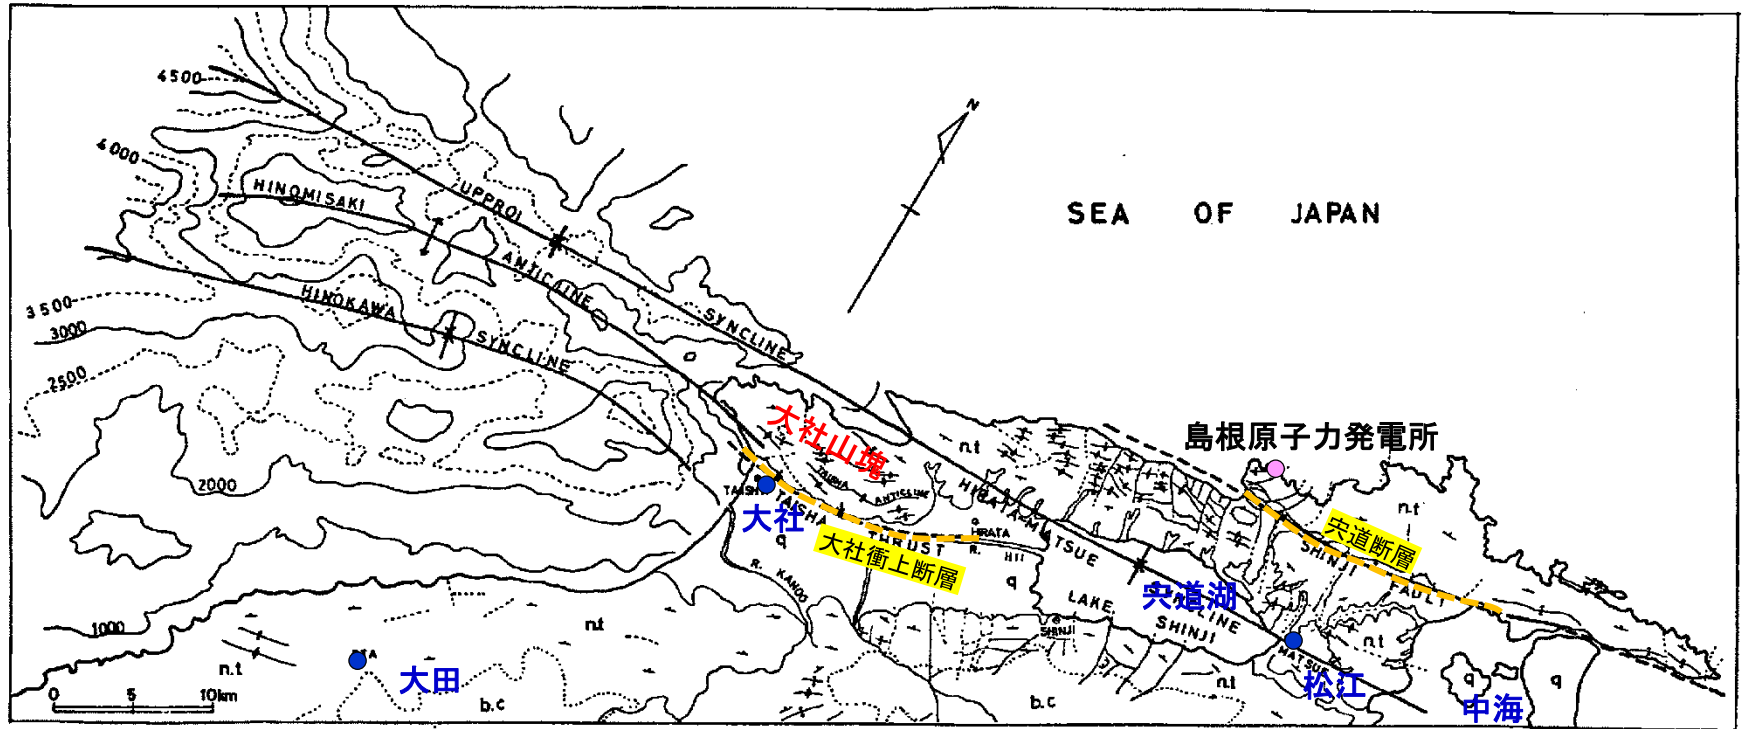 4500
4000
3500
3000
2500
2000
1000
HINOMISAKI
ANTICLINE
UPPROI
SYNCLINE
HINOKAWA
SYNCLINE
N
SEA OF JAPAN
大社山塊
TAISHA
ANTICLINE
n.t
島根原子力発電所
n.t
HIRATA-MATSUE
SYNCLINE
大社
TAISHA
THRUST
大社衝上断層
q
HIRATA
R. HII
q
R. KANDO
宍道断層
SHINJI
FAULT
宍道湖
LAKE
SHINJI
SHINJI
MATSUE
松江
n.t
n.t
q
q
中海
n.t
n.t
大田
b.c
b.c
0 5 10km